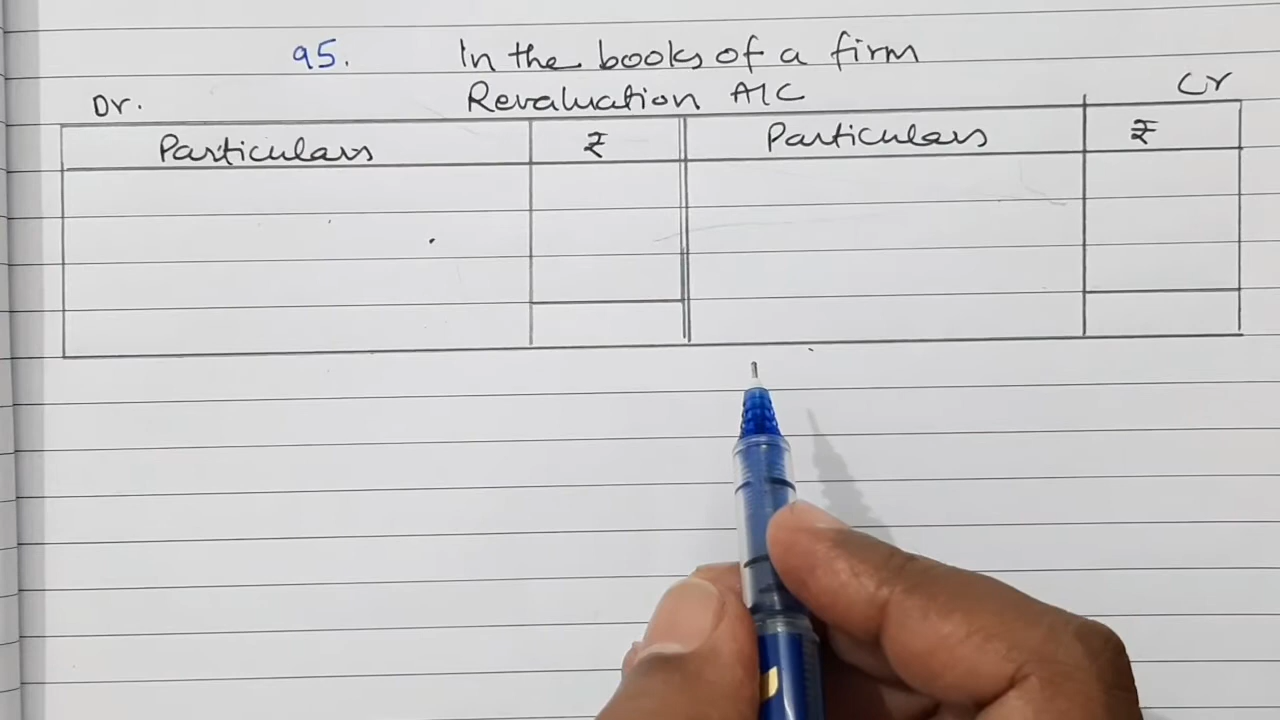 95. In the books of a firm
Dr. Revaluation A/C Cr
Particulars ₹ Particulars ₹